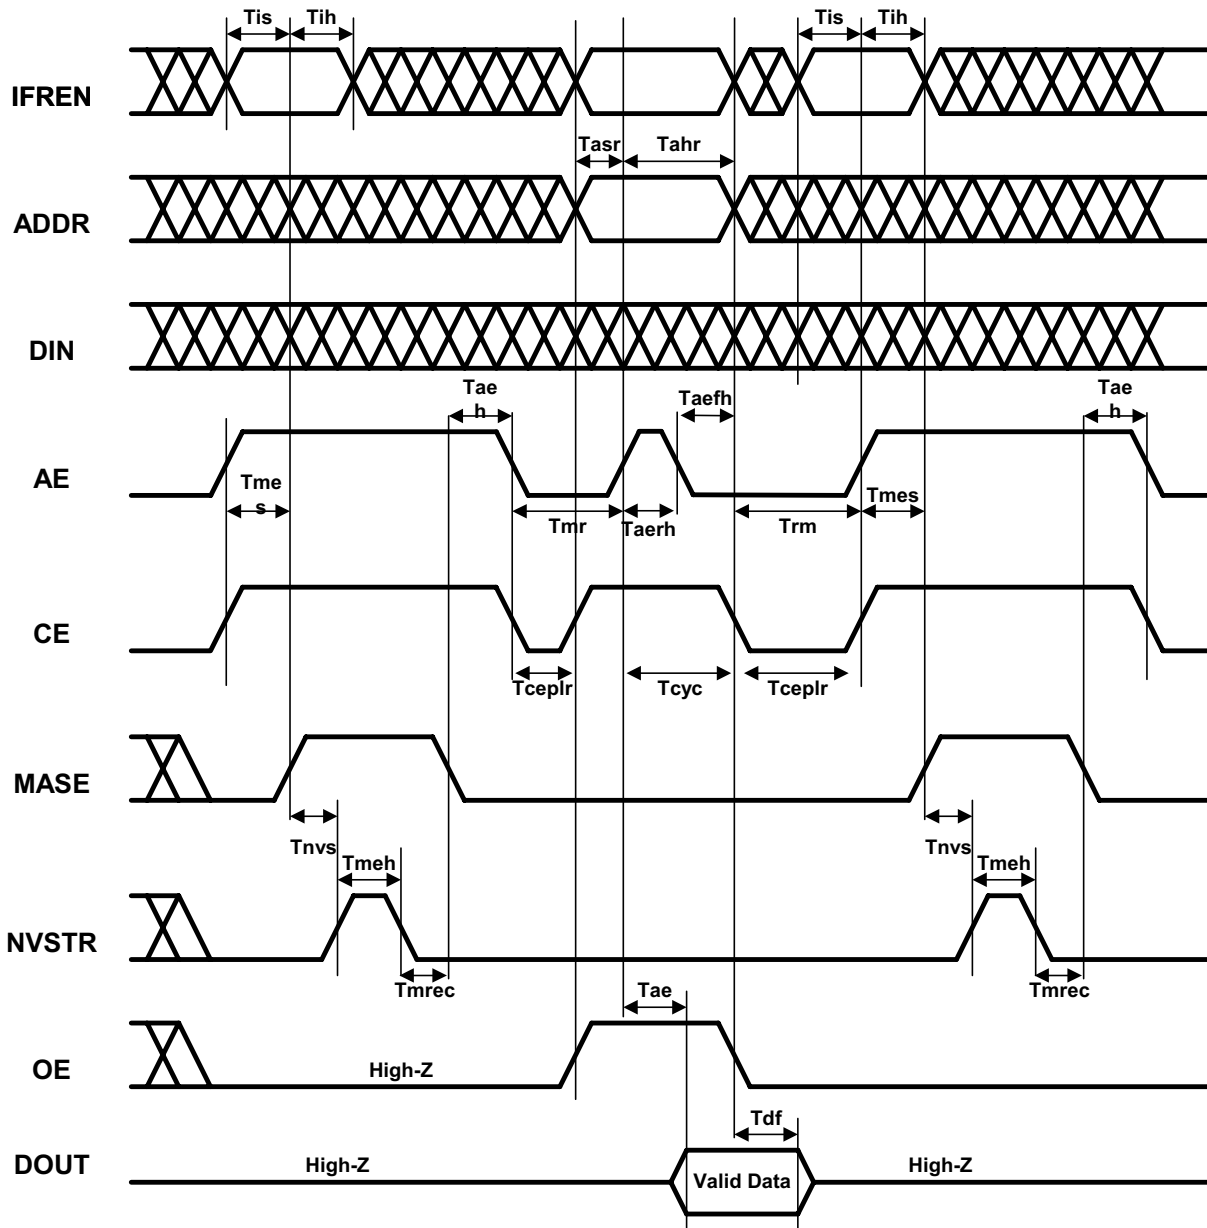 Tis Tih Tis Tih
IFREN
Tasr Tahr
ADDR
DIN
Tae
h
Taefh
Tae
h
AE
Tme
s
Tmr Taerh Trm Tmes
CE
Tceplr Tcyc Tceplr
MASE
Tnvs Tnvs
Tmeh Tmeh
NVSTR
Tmrec Tmrec
Tae
OE
High-Z
Tdf
DOUT High-Z Valid Data High-Z